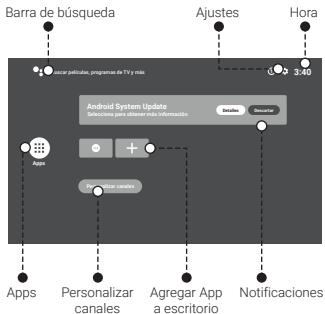 Barra de búsqueda
Ajustes
Hora
uscar películas, programas de TV y más
3:40
Android System Update
Selecciona para obtener más información
Detalles
Descartar
Apps
Personalizar canales
Apps
Personalizar
canales
Agregar App
a escritorio
Notificaciones